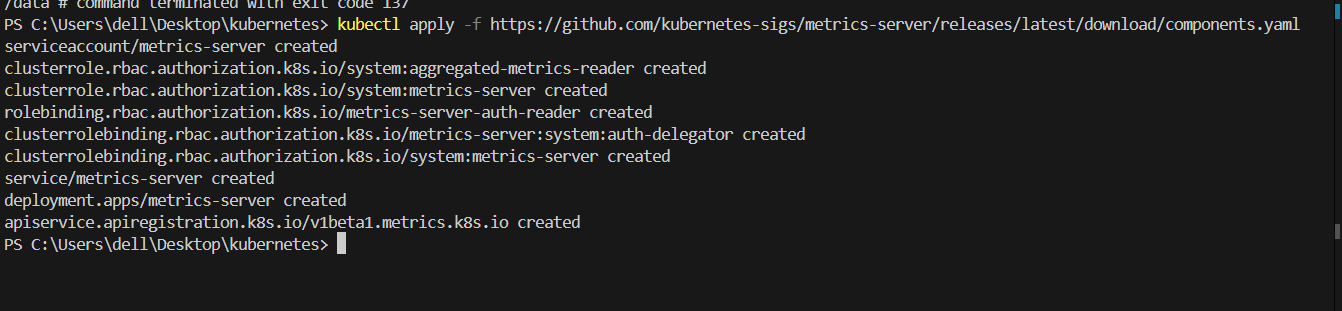 /data # command terminated with exit code 137
PS C:\Users\dell\Desktop\kubernetes> kubectl apply -f https://github.com/kubernetes-sigs/metrics-server/releases/latest/download/components.yaml
serviceaccount/metrics-server created
clusterrole.rbac.authorization.k8s.io/system:aggregated-metrics-reader created
clusterrole.rbac.authorization.k8s.io/system:metrics-server created
rolebinding.rbac.authorization.k8s.io/metrics-server-auth-reader created
clusterrolebinding.rbac.authorization.k8s.io/metrics-server:system:auth-delegator created
clusterrolebinding.rbac.authorization.k8s.io/system:metrics-server created
service/metrics-server created
deployment.apps/metrics-server created
apiservice.apiregistration.k8s.io/v1beta1.metrics.k8s.io created
PS C:\Users\dell\Desktop\kubernetes>